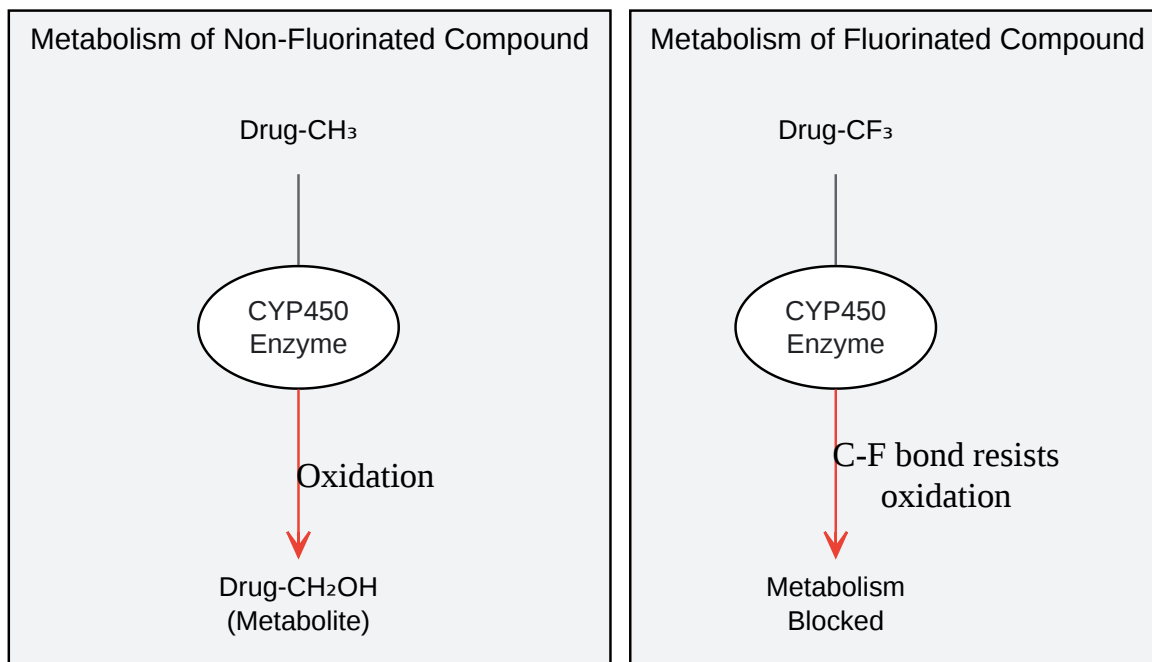 Metabolism of Non-Fluorinated Compound
Drug-CH₃
CYP450
Enzyme
Oxidation
Drug-CH₂OH
(Metabolite)
Metabolism of Fluorinated Compound
Drug-CF₃
CYP450
Enzyme
C-F bond resists
oxidation
Metabolism
Blocked